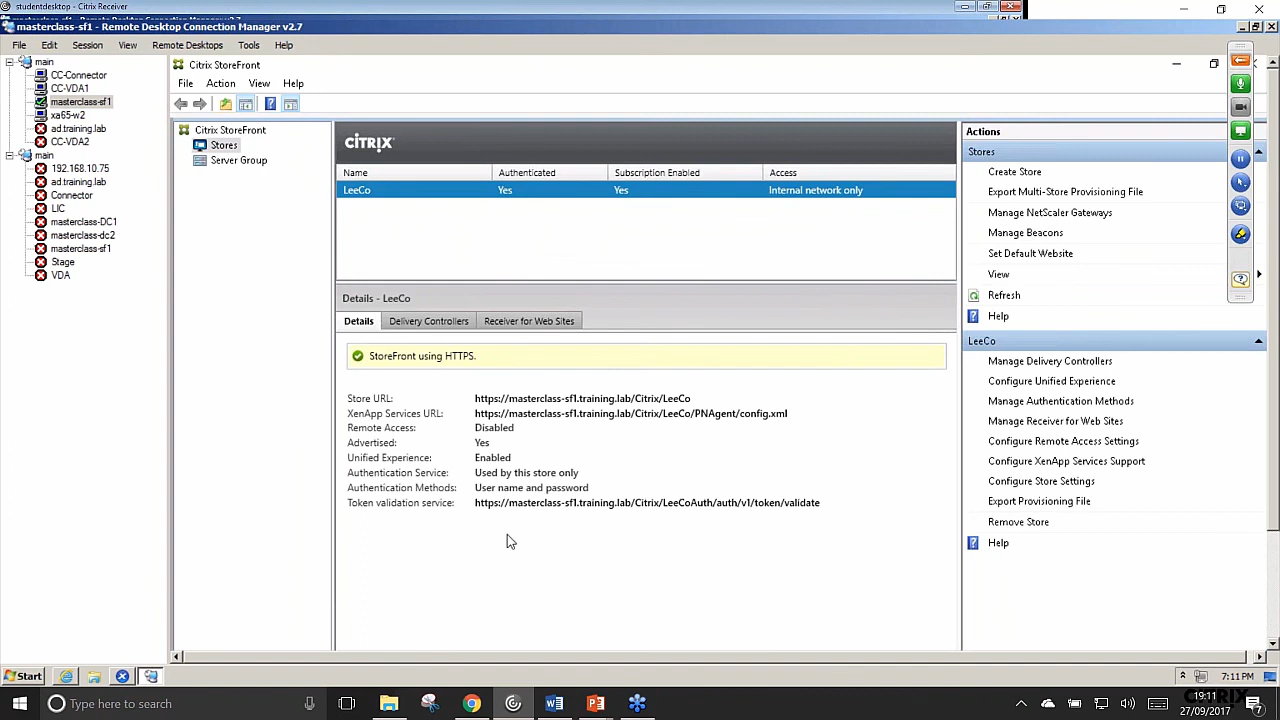 studentdesktop - Citrix Receiver
masterclass-sf1 - Remote Desktop Connection Manager v2.7
File Edit Session View Remote Desktops Tools Help
main
CC-Connector
CC-VDA1
masterclass-sf1
xa65-w2
ad.training.lab
CC-VDA2
main
192.168.10.75
ad.training.lab
Connector
LIC
masterclass-DC1
masterclass-dc2
masterclass-sf1
Stage
VDA
Citrix StoreFront
File Action View Help
Citrix StoreFront
Stores
Server Group
CITRIX
Name Authenticated Subscription Enabled Access
LeeCo Yes Yes Internal network only
Details - LeeCo
Details Delivery Controllers Receiver for Web Sites
StoreFront using HTTPS.
Store URL: https://masterclass-sf1.training.lab/Citrix/LeeCo
XenApp Services URL: https://masterclass-sf1.training.lab/Citrix/LeeCo/PNAgent/config.xml
Remote Access: Disabled
Advertised: Yes
Unified Experience: Enabled
Authentication Service: Used by this store only
Authentication Methods: User name and password
Token validation service: https://masterclass-sf1.training.lab/Citrix/LeeCoAuth/auth/v1/token/validate
Actions
Stores
Create Store
Export Multi-Store Provisioning File
Manage NetScaler Gateways
Manage Beacons
Set Default Website
View
Refresh
Help
LeeCo
Manage Delivery Controllers
Configure Unified Experience
Manage Authentication Methods
Manage Receiver for Web Sites
Configure Remote Access Settings
Configure XenApp Services Support
Configure Store Settings
Export Provisioning File
Remove Store
Help
Start
7:11 PM
Type here to search
19:11
27/09/2017
CITRIX